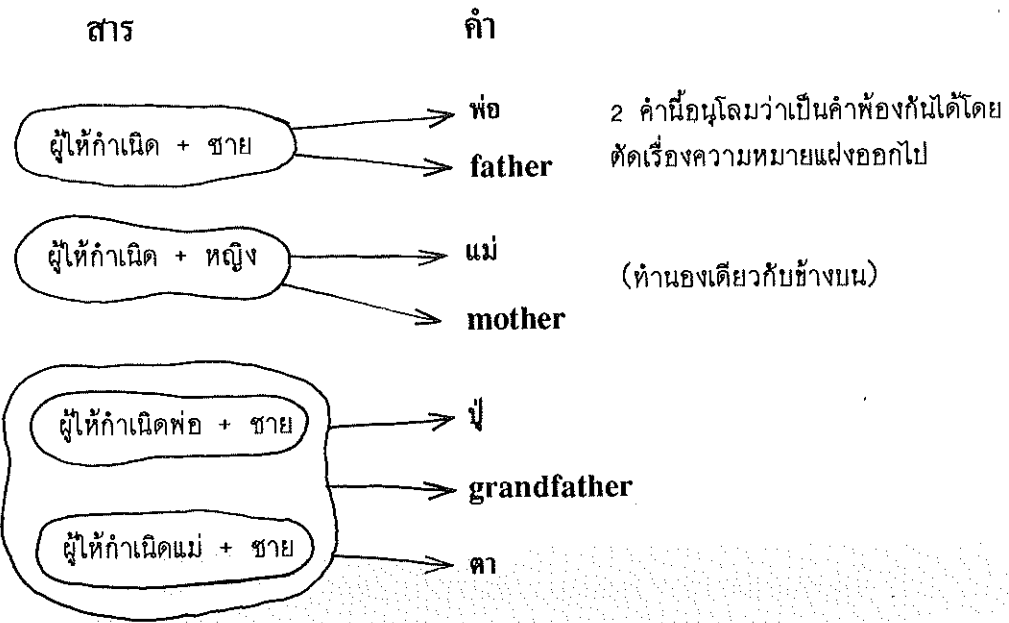 สาร คำ
ผู้ให้กำเนิด + ชาย
พ่อ
father
2 คำนี้อนุโลมว่าเป็นคำพ้องกันได้โดย
ตัดเรื่องความหมายแฝงออกไป
ผู้ให้กำเนิด + หญิง
แม่
mother
(ทำนองเดียวกับข้างบน)
ผู้ให้กำเนิดพ่อ + ชาย
ปู่
grandfather
ผู้ให้กำเนิดแม่ + ชาย
ตา